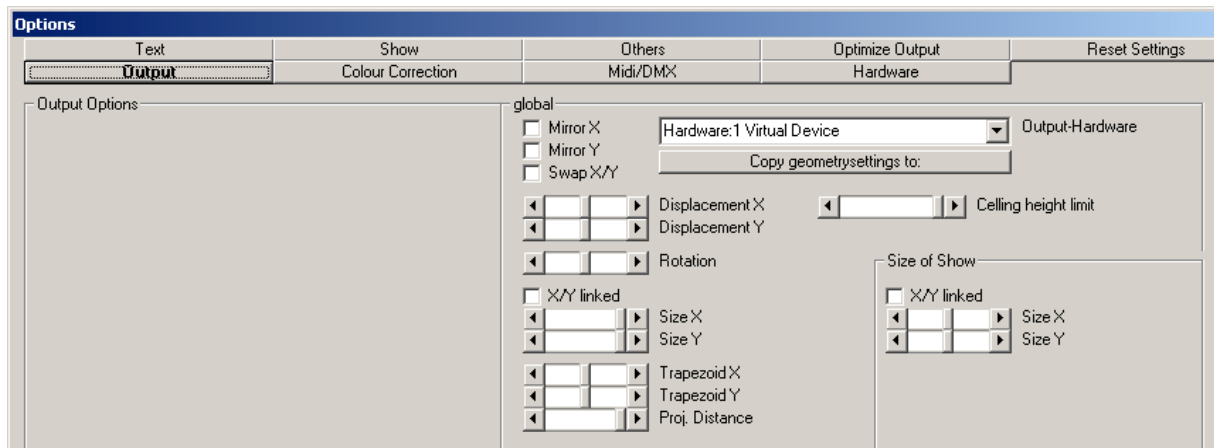 Options
Text Show Others Optimize Output Reset Settings
Output Colour Correction Midi/DMX Hardware
Output Options
global
Mirror X
Mirror Y
Swap X/Y
Hardware:1 Virtual Device
Output-Hardware
Copy geometrysettings to:
Displacement X
Displacement Y
Celling height limit
Rotation
X/Y linked
Size X
Size Y
Trapezoid X
Trapezoid Y
Proj. Distance
Size of Show
X/Y linked
Size X
Size Y